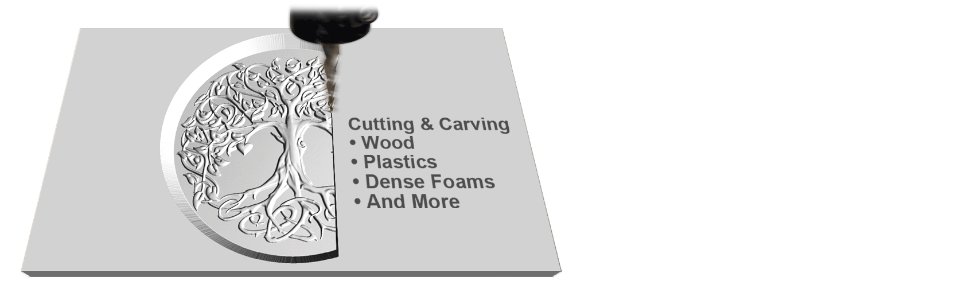 Cutting & Carving
• Wood
• Plastics
• Dense Foams
• And More